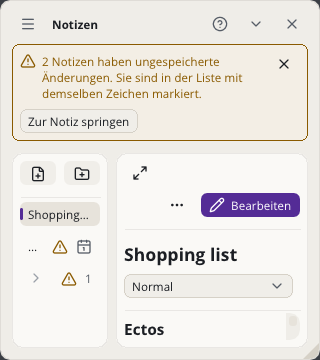 Notizen
2 Notizen haben ungespeicherte
Änderungen. Sie sind in der Liste mit
demselben Zeichen markiert.
Zur Notiz springen
Shopping...
...
1
Bearbeiten
Shopping list
Normal
Ectos